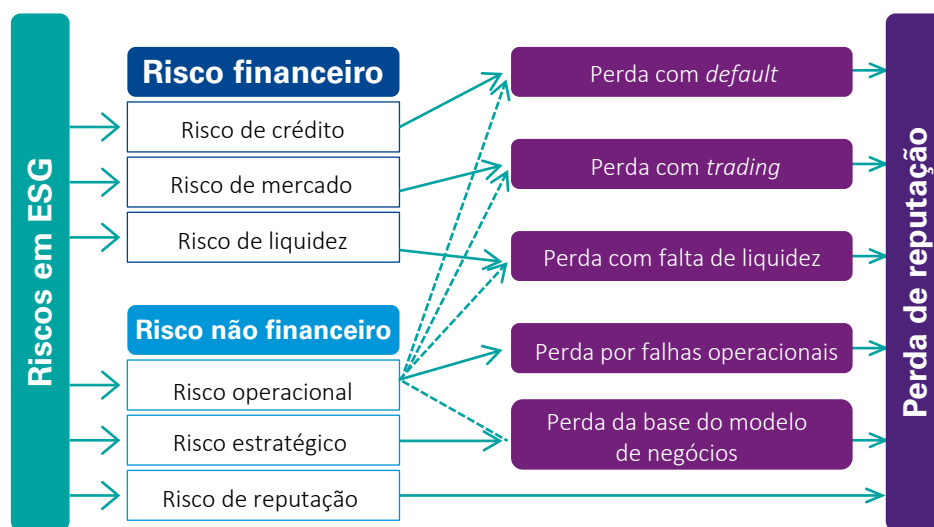 Riscos em ESG
Risco financeiro
Risco de crédito
Risco de mercado
Risco de liquidez
Risco não financeiro
Risco operacional
Risco estratégico
Risco de reputação
Perda com default
Perda com trading
Perda com falta de liquidez
Perda por falhas operacionais
Perda da base do modelo
de negócios
Perda de reputação